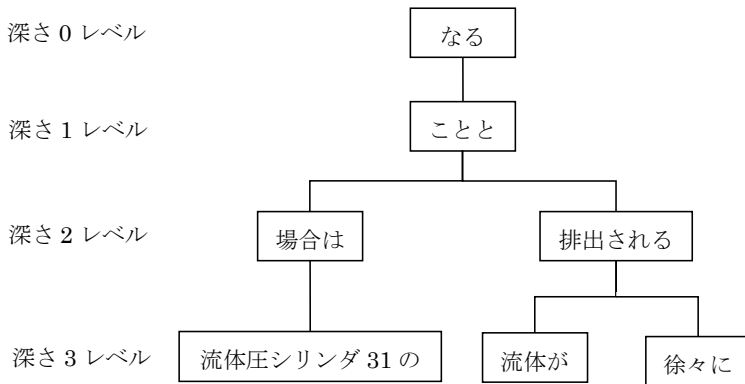 深さ 0 レベル なる
深さ 1 レベル ことと
深さ 2 レベル 場合は 排出される
深さ 3 レベル 流体圧シリンダ 31 の 流体が 徐々に